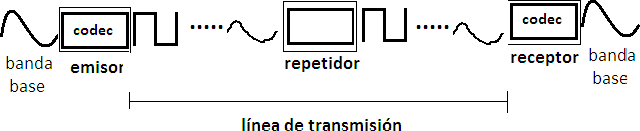 codec
codec
banda
base
emisor
repetidor
receptor
banda
base
línea de transmisión